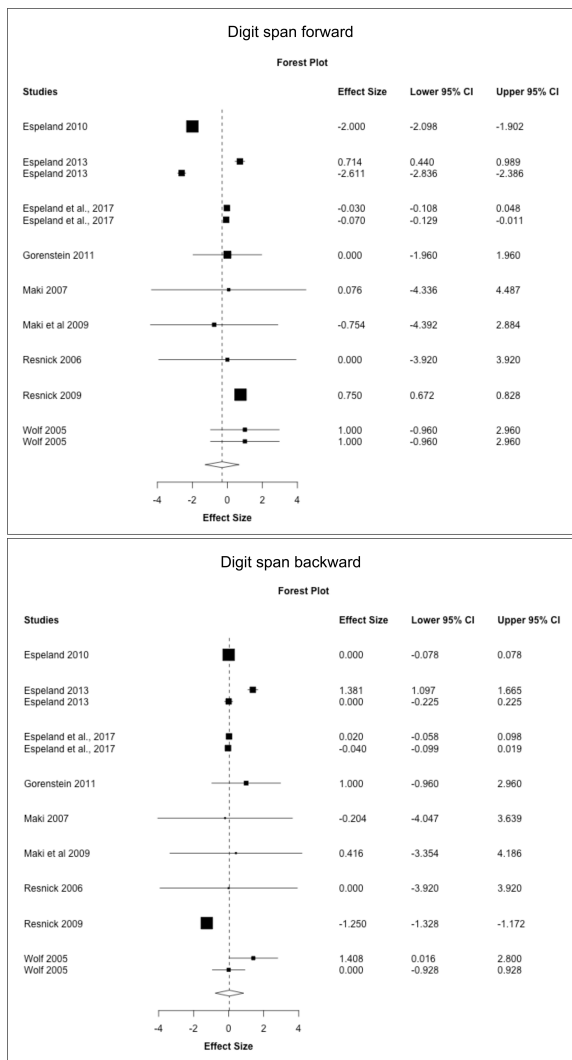 Digit span forward
Forest Plot
Studies Effect Size Lower 95% CI Upper 95% CI
Espeland 2010 -2.000 -2.098 -1.902
Espeland 2013 0.714 0.440 0.989
Espeland 2013 -2.611 -2.836 -2.386
Espeland et al., 2017 -0.030 -0.108 0.048
Espeland et al., 2017 -0.070 -0.129 -0.011
Gorenstein 2011 0.000 -1.960 1.960
Maki 2007 0.076 -4.336 4.487
Maki et al 2009 -0.754 -4.392 2.884
Resnick 2006 0.000 -3.920 3.920
Resnick 2009 0.750 0.672 0.828
Wolf 2005 1.000 -0.960 2.960
Wolf 2005 1.000 -0.960 2.960
-4 -2 0 2 4
Effect Size
Digit span backward
Forest Plot
Studies Effect Size Lower 95% CI Upper 95% CI
Espeland 2010 0.000 -0.078 0.078
Espeland 2013 1.381 1.097 1.665
Espeland 2013 0.000 -0.225 0.225
Espeland et al., 2017 0.020 -0.058 0.098
Espeland et al., 2017 -0.040 -0.099 0.019
Gorenstein 2011 1.000 -0.960 2.960
Maki 2007 -0.204 -4.047 3.639
Maki et al 2009 0.416 -3.354 4.186
Resnick 2006 0.000 -3.920 3.920
Resnick 2009 -1.250 -1.328 -1.172
Wolf 2005 1.408 0.016 2.800
Wolf 2005 0.000 -0.928 0.928
-4 -2 0 2 4
Effect Size